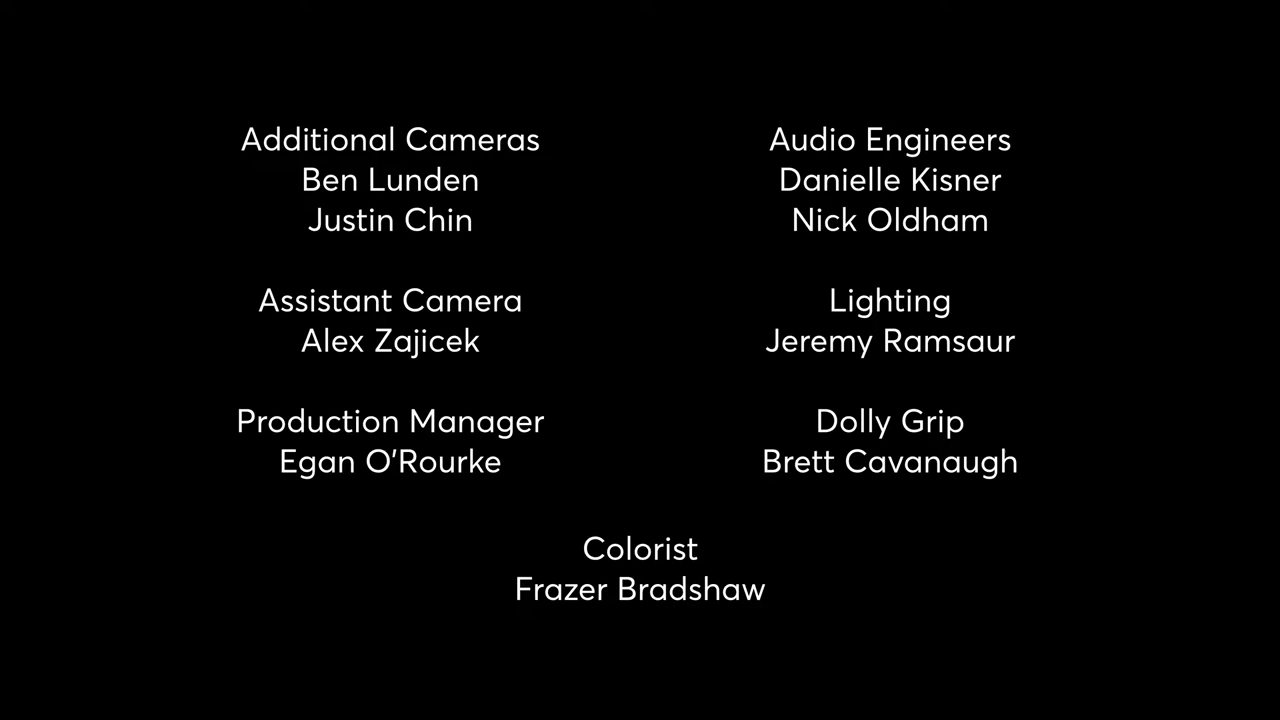 Additional Cameras
Ben Lunden
Justin Chin
Assistant Camera
Alex Zajicek
Production Manager
Egan O'Rourke
Audio Engineers
Danielle Kisner
Nick Oldham
Lighting
Jeremy Ramsaur
Dolly Grip
Brett Cavanaugh
Colorist
Frazer Bradshaw